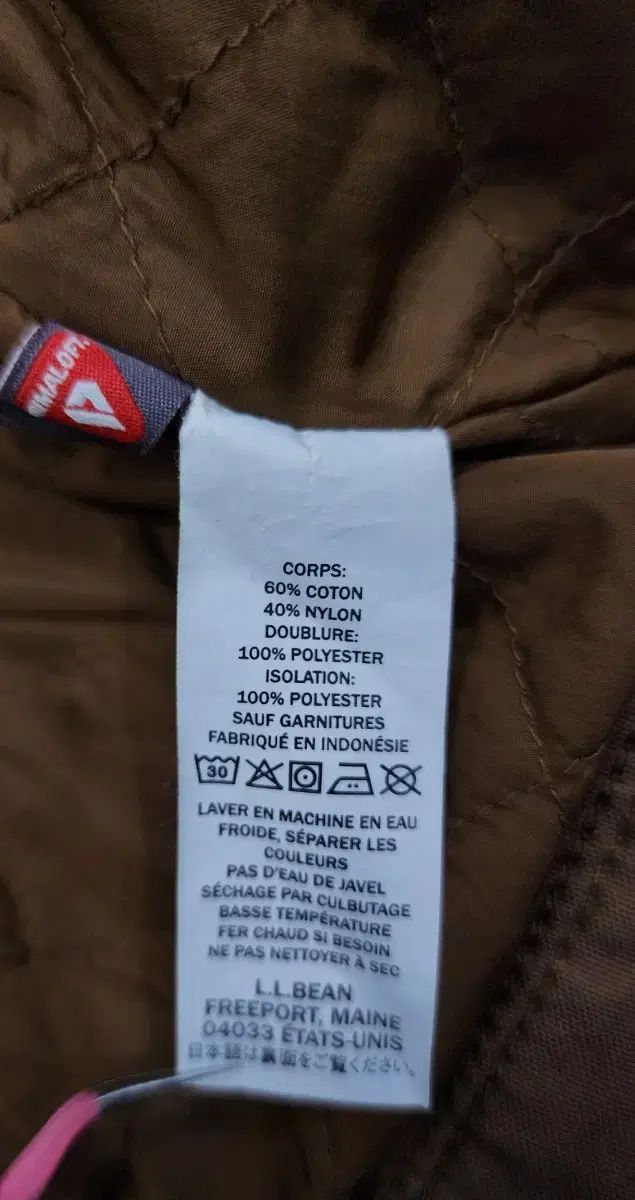 IMALOFT
CORPS:
60% COTON
40% NYLON
DOUBLURE:
100% POLYESTER
ISOLATION:
100% POLYESTER
SAUF GARNITURES
FABRIQUÉ EN INDONÉSIE
30
LAVER EN MACHINE EN EAU
FROIDE, SÉPARER LES
COULEURS
PAS D'EAU DE JAVEL
SÉCHAGE PAR CULBUTAGE
BASSE TEMPÉRATURE
FER CHAUD SI BESOIN
NE PAS NETTOYER À SEC
L.L.BEAN
FREEPORT, MAINE
04033 ÉTATS-UNIS
日本語は裏面をご覧ください。